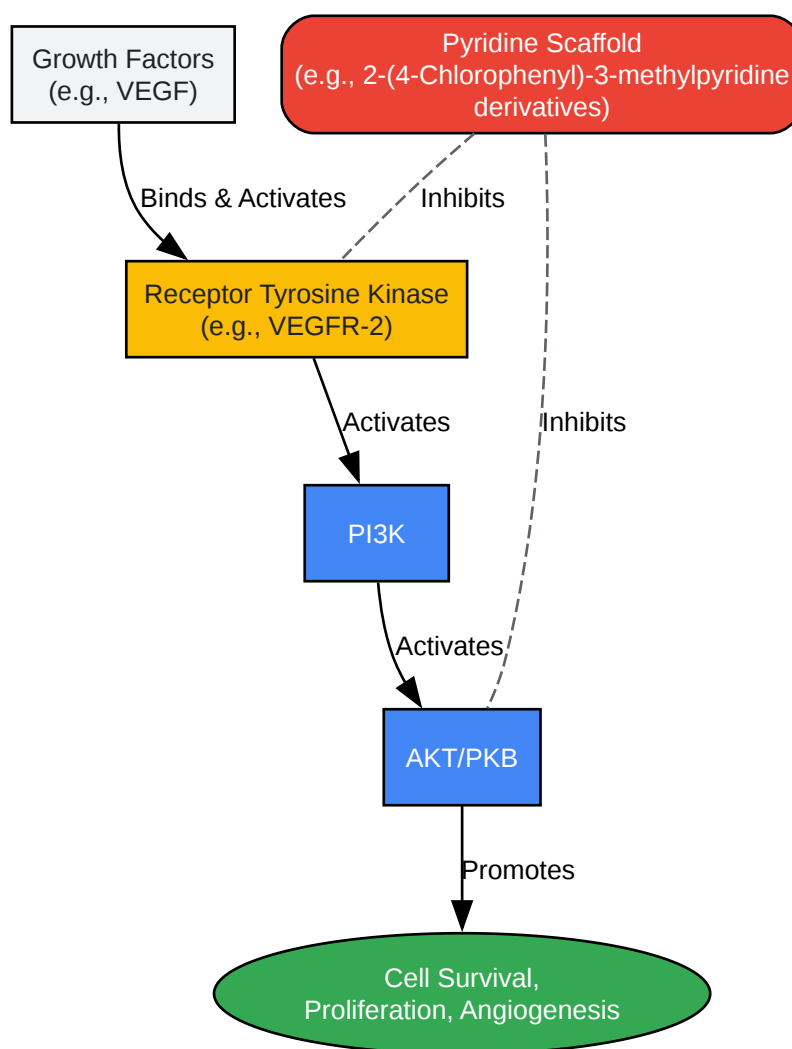 Growth Factors
(e.g., VEGF)
Pyridine Scaffold
(e.g., 2-(4-Chlorophenyl)-3-methylpyridine
derivatives)
Binds & Activates
Inhibits
Receptor Tyrosine Kinase
(e.g., VEGFR-2)
Activates
Inhibits
PI3K
Activates
AKT/PKB
Promotes
Cell Survival,
Proliferation, Angiogenesis